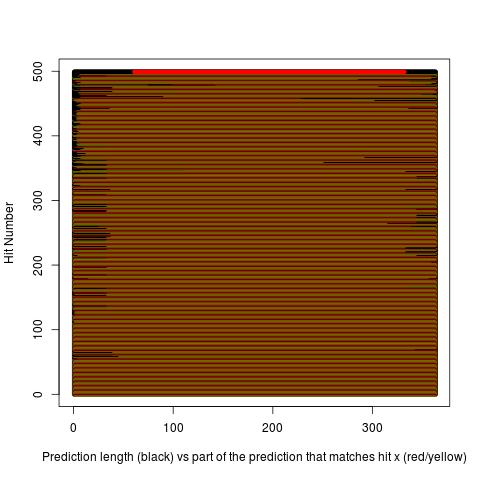 500
400
300
200
100
0
Hit Number
0 100 200 300
Prediction length (black) vs part of the prediction that matches hit x (red/yellow)